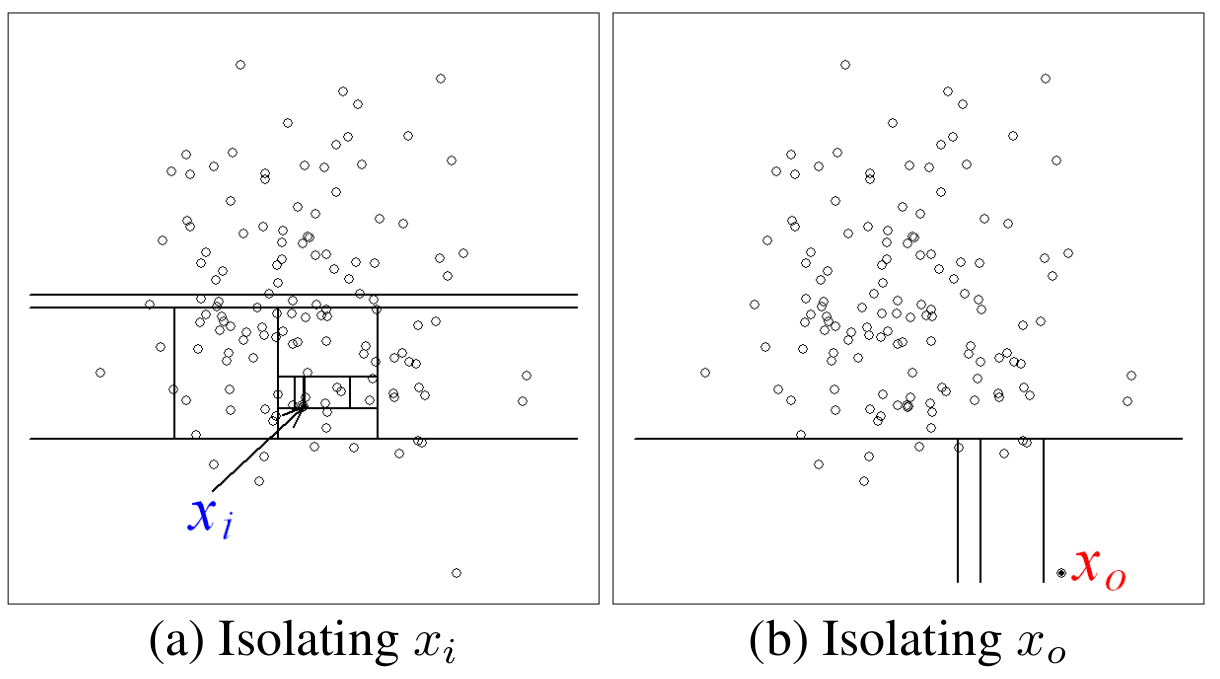 x_i
x_o
(a) Isolating x_i
(b) Isolating x_o